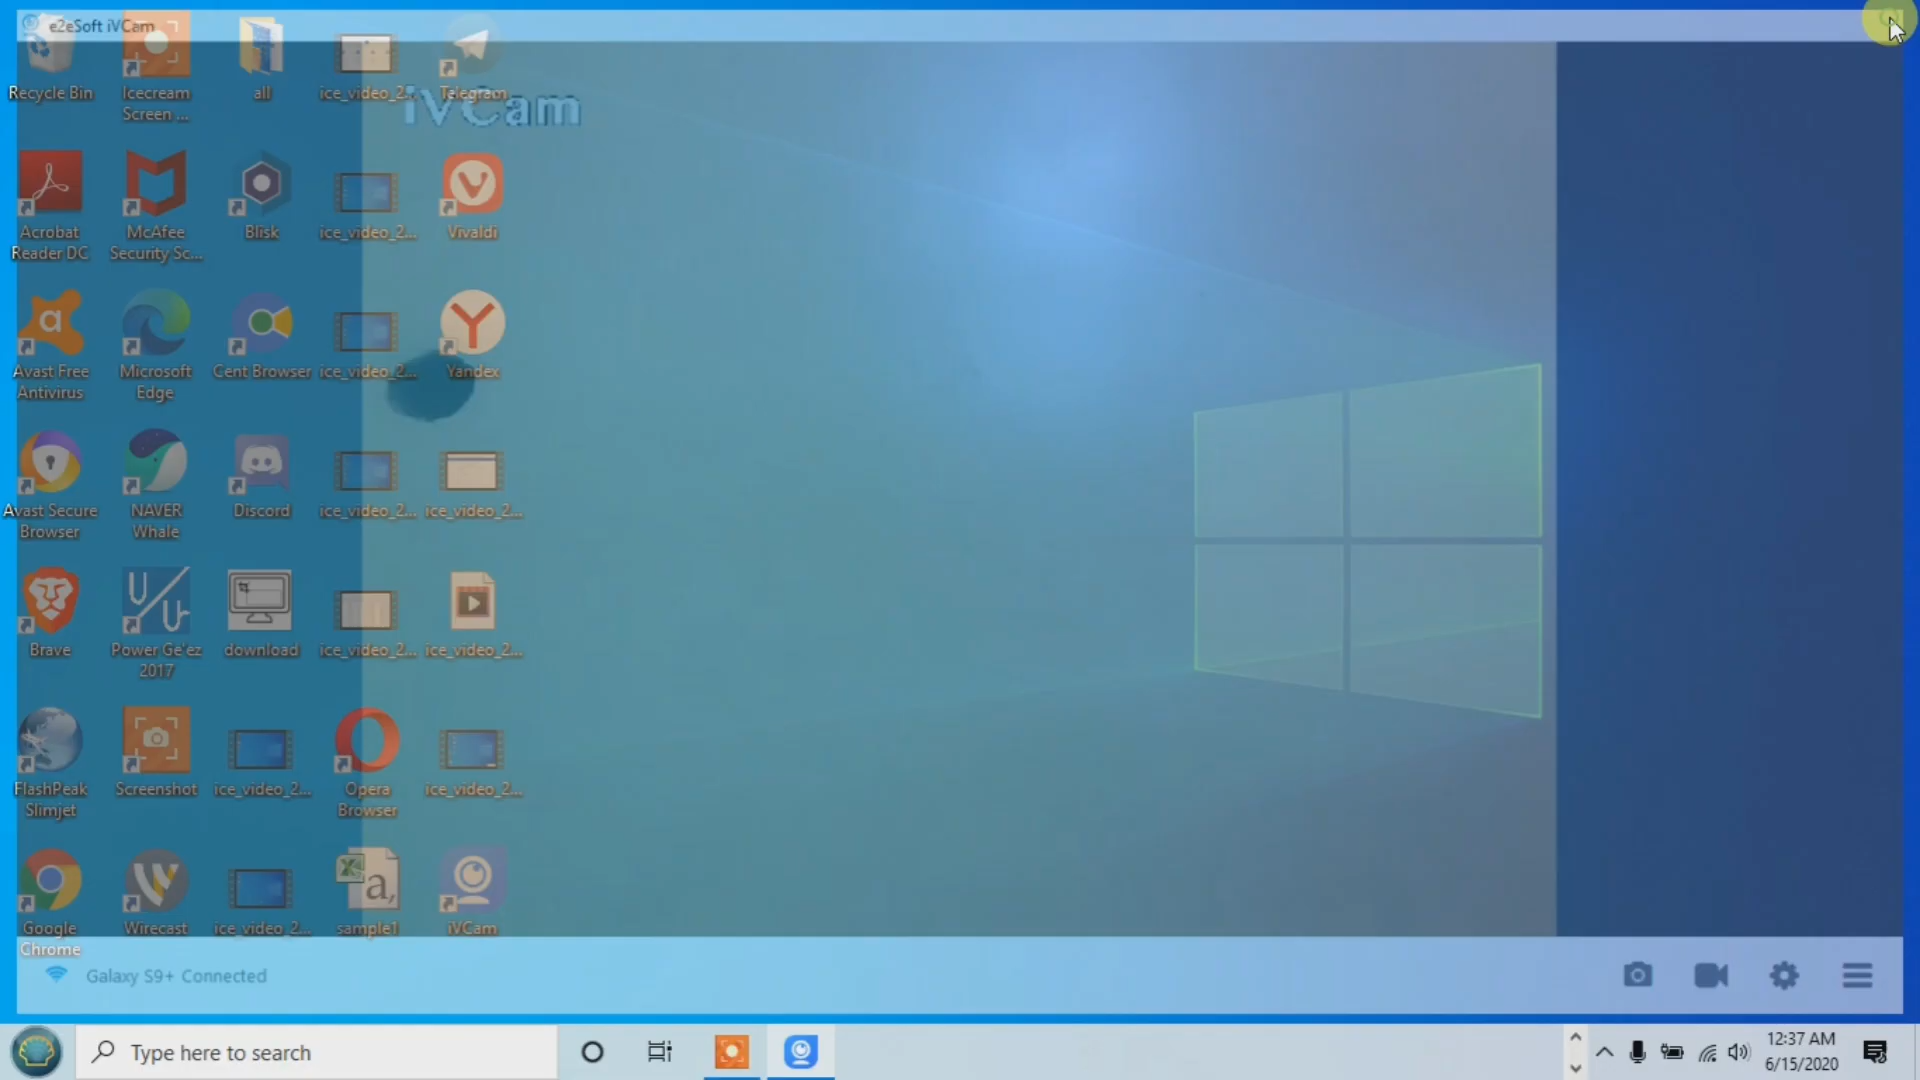 e2eSoft iVCam
iVCam
Recycle Bin
Icecream
Screen ...
all
ice_video_2...
Telegram
Acrobat
Reader DC
McAfee
Security Sc...
Blisk
ice_video_2...
Vivaldi
Avast Free
Antivirus
Microsoft
Edge
Cent Browser
ice_video_2...
Yandex
Avast Secure
Browser
NAVER
Whale
Discord
ice_video_2...
ice_video_2...
Brave
Power Ge'ez
2017
download
ice_video_2...
ice_video_2...
FlashPeak
Slimjet
Screenshot
ice_video_2...
Opera
Browser
ice_video_2...
Google
Chrome
Wirecast
ice_video_2...
sample1
iVCam
Galaxy S9+ Connected
Type here to search
12:37 AM
6/15/2020